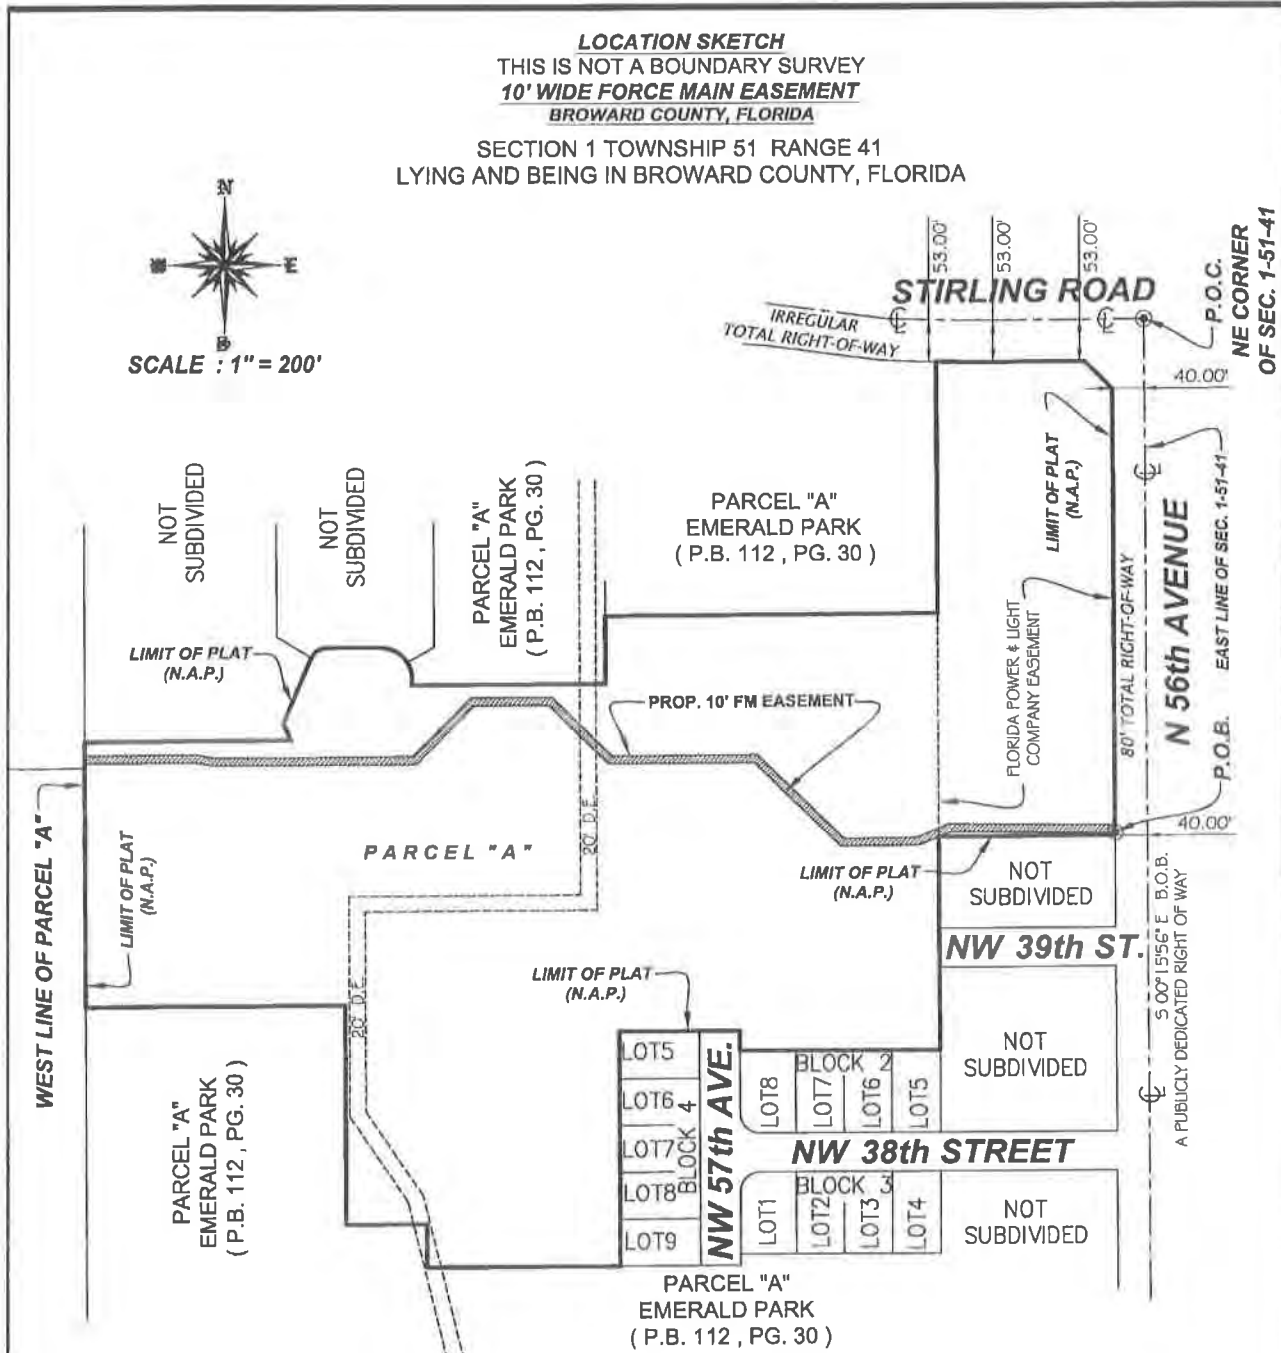 LOCATION SKETCH
THIS IS NOT A BOUNDARY SURVEY
10' WIDE FORCE MAIN EASEMENT
BROWARD COUNTY, FLORIDA
SECTION 1 TOWNSHIP 51 RANGE 41
LYING AND BEING IN BROWARD COUNTY, FLORIDA
N
E
SCALE : 1" = 200'
53.00'
53.00'
53.00'
STIRLING ROAD
IRREGULAR
TOTAL RIGHT-OF-WAY
P.O.C.
NE CORNER
OF SEC. 1-51-41
40.00'
NOT
SUBDIVIDED
NOT
SUBDIVIDED
PARCEL "A"
EMERALD PARK
( P.B. 112 , PG. 30 )
PARCEL "A"
EMERALD PARK
( P.B. 112 , PG. 30 )
LIMIT OF PLAT
(N.A.P.)
EAST LINE OF SEC. 1-51-41
N 56th AVENUE
80' TOTAL RIGHT-OF-WAY
FLORIDA POWER & LIGHT
COMPANY EASEMENT
LIMIT OF PLAT
(N.A.P.)
PROP. 10' FM EASEMENT
P.O.B.
40.00'
WEST LINE OF PARCEL "A"
LIMIT OF PLAT
(N.A.P.)
PARCEL "A"
20' D.E.
LIMIT OF PLAT
(N.A.P.)
NOT
SUBDIVIDED
NW 39th ST.
S 00°15'56" E B.O.B.
A PUBLICLY DEDICATED RIGHT OF WAY
LIMIT OF PLAT
(N.A.P.)
20' D.E.
LOT5
LOT6
LOT7
LOT8
LOT9
BLOCK 4
NW 57th AVE.
BLOCK 2
LOT8
LOT7
LOT6
LOT5
NOT
SUBDIVIDED
NW 38th STREET
BLOCK 3
LOT1
LOT2
LOT3
LOT4
NOT
SUBDIVIDED
PARCEL "A"
EMERALD PARK
( P.B. 112 , PG. 30 )
PARCEL "A"
EMERALD PARK
( P.B. 112 , PG. 30 )